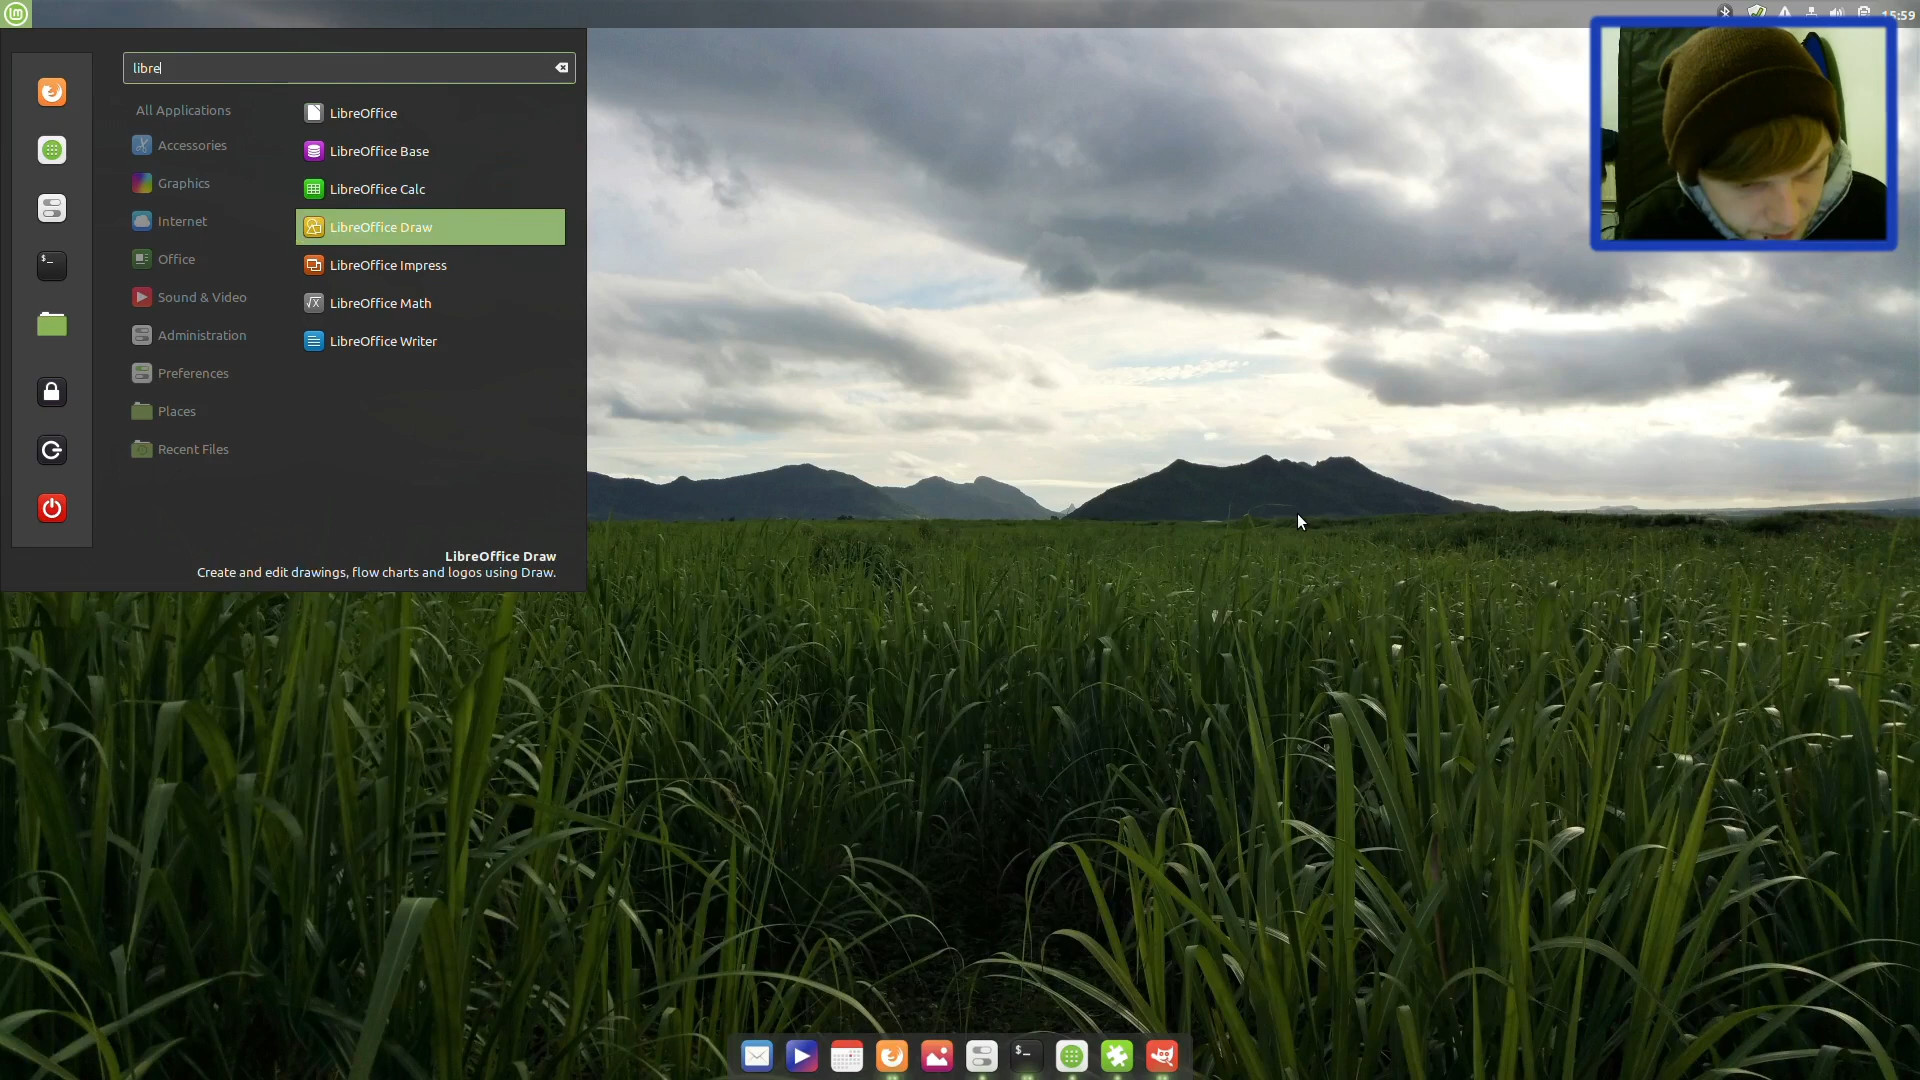 15:59
libre
All Applications
Accessories
Graphics
Internet
Office
Sound & Video
Administration
Preferences
Places
Recent Files
LibreOffice
LibreOffice Base
LibreOffice Calc
LibreOffice Draw
LibreOffice Impress
LibreOffice Math
LibreOffice Writer
LibreOffice Draw
Create and edit drawings, flow charts and logos using Draw.